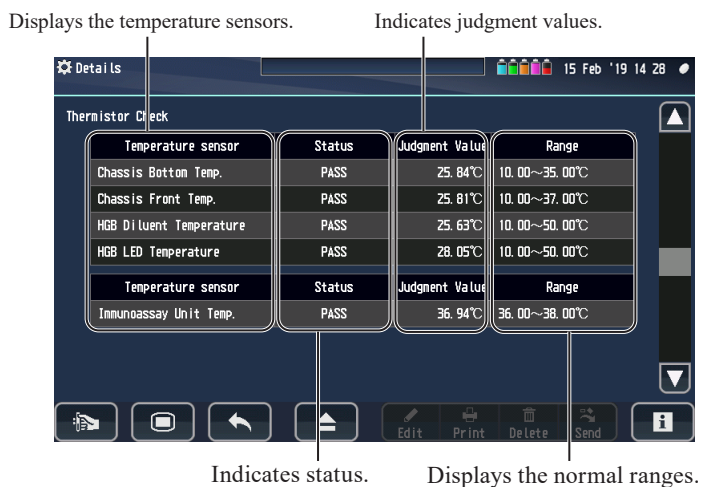 Displays the temperature sensors. Indicates judgment values.
Details 15 Feb '19 14 28
Thermistor Check
Temperature sensor Status Judgment Value Range
Chassis Bottom Temp. PASS 25.84℃ 10.00～35.00℃
Chassis Front Temp. PASS 25.81℃ 10.00～37.00℃
HGB Diluent Temperature PASS 25.63℃ 10.00～50.00℃
HGB LED Temperature PASS 28.05℃ 10.00～50.00℃
Temperature sensor Status Judgment Value Range
Immunoassay Unit Temp. PASS 36.94℃ 36.00～38.00℃
Edit Print Delete Send i
Indicates status. Displays the normal ranges.